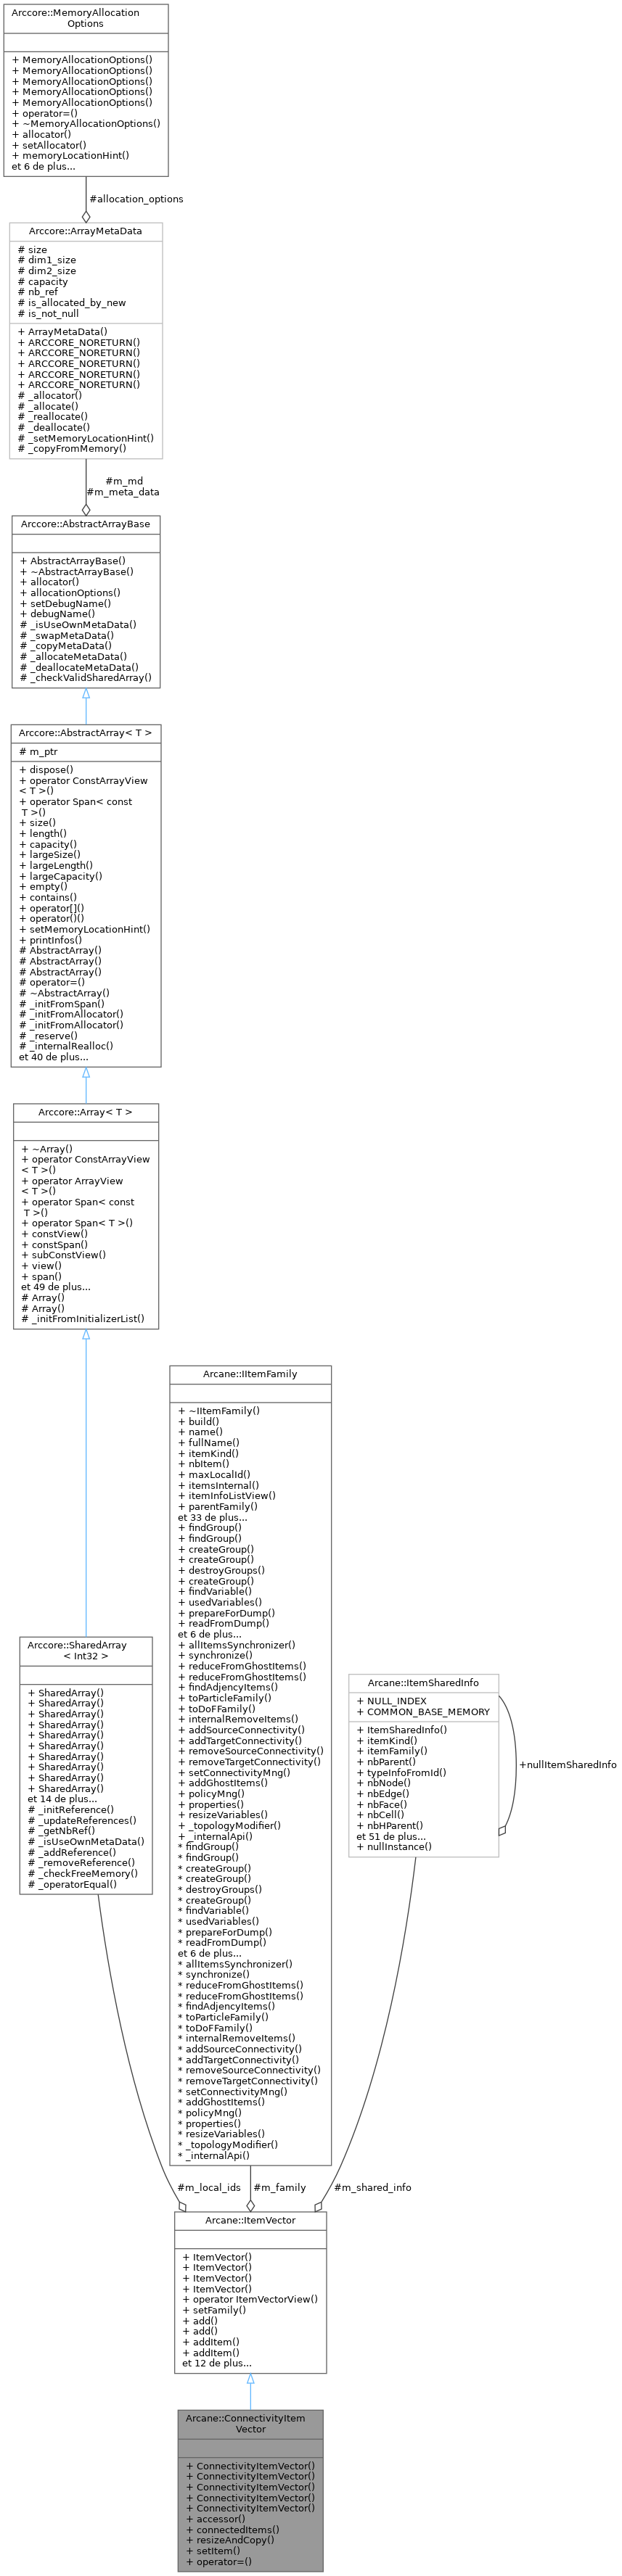 Arccore::MemoryAllocation
Options
+ MemoryAllocationOptions()
+ MemoryAllocationOptions()
+ MemoryAllocationOptions()
+ MemoryAllocationOptions()
+ MemoryAllocationOptions()
+ operator=()
+ ~MemoryAllocationOptions()
+ allocator()
+ setAllocator()
+ memoryLocationHint()
et 6 de plus...
#allocation_options
Arccore::ArrayMetaData
# size
# dim1_size
# dim2_size
# capacity
# nb_ref
# is_allocated_by_new
# is_not_null
+ ArrayMetaData()
+ ARCCORE_NORETURN()
+ ARCCORE_NORETURN()
+ ARCCORE_NORETURN()
+ ARCCORE_NORETURN()
+ ARCCORE_NORETURN()
# _allocator()
# _allocate()
# _reallocate()
# _deallocate()
# _setMemoryLocationHint()
# _copyFromMemory()
#m_md
#m_meta_data
Arccore::AbstractArrayBase
+ AbstractArrayBase()
+ ~AbstractArrayBase()
+ allocator()
+ allocationOptions()
+ setDebugName()
+ debugName()
# _isUseOwnMetaData()
# _swapMetaData()
# _copyMetaData()
# _allocateMetaData()
# _deallocateMetaData()
# _checkValidSharedArray()
Arccore::AbstractArray< T >
# m_ptr
+ dispose()
+ operator ConstArrayView
< T >()
+ operator Span< const
T >()
+ size()
+ length()
+ capacity()
+ largeSize()
+ largeLength()
+ largeCapacity()
+ empty()
+ contains()
+ operator[]()
+ operator()()
+ setMemoryLocationHint()
+ printInfos()
# AbstractArray()
# AbstractArray()
# AbstractArray()
# operator=()
# ~AbstractArray()
# _initFromSpan()
# _initFromAllocator()
# _initFromAllocator()
# _reserve()
# _internalRealloc()
et 40 de plus...
Arccore::Array< T >
+ ~Array()
+ operator ConstArrayView
< T >()
+ operator ArrayView
< T >()
+ operator Span< const
T >()
+ operator Span< T >()
+ constView()
+ constSpan()
+ subConstView()
+ view()
+ span()
et 49 de plus...
# Array()
# Array()
# _initFromInitializerList()
Arccore::SharedArray
< Int32 >
+ SharedArray()
+ SharedArray()
+ SharedArray()
+ SharedArray()
+ SharedArray()
+ SharedArray()
+ SharedArray()
+ SharedArray()
+ SharedArray()
+ SharedArray()
et 14 de plus...
# _initReference()
# _updateReferences()
# _getNbRef()
# _isUseOwnMetaData()
# _addReference()
# _removeReference()
# _checkFreeMemory()
# _operatorEqual()
Arcane::IItemFamily
+ ~IItemFamily()
+ build()
+ name()
+ fullName()
+ itemKind()
+ nbItem()
+ maxLocalId()
+ itemsInternal()
+ itemInfoListView()
+ parentFamily()
et 33 de plus...
+ findGroup()
+ findGroup()
+ createGroup()
+ createGroup()
+ destroyGroups()
+ createGroup()
+ findVariable()
+ usedVariables()
+ prepareForDump()
+ readFromDump()
et 6 de plus...
+ allItemsSynchronizer()
+ synchronize()
+ reduceFromGhostItems()
+ reduceFromGhostItems()
+ findAdjencyItems()
+ toParticleFamily()
+ toDoFFamily()
+ internalRemoveItems()
+ addSourceConnectivity()
+ addTargetConnectivity()
+ removeSourceConnectivity()
+ removeTargetConnectivity()
+ setConnectivityMng()
+ addGhostItems()
+ policyMng()
+ properties()
+ resizeVariables()
+ _topologyModifier()
+ _internalApi()
* findGroup()
* findGroup()
* createGroup()
* createGroup()
* destroyGroups()
* createGroup()
* findVariable()
* usedVariables()
* prepareForDump()
* readFromDump()
et 6 de plus...
* allItemsSynchronizer()
* synchronize()
* reduceFromGhostItems()
* reduceFromGhostItems()
* findAdjencyItems()
* toParticleFamily()
* toDoFFamily()
* internalRemoveItems()
* addSourceConnectivity()
* addTargetConnectivity()
* removeSourceConnectivity()
* removeTargetConnectivity()
* setConnectivityMng()
* addGhostItems()
* policyMng()
* properties()
* resizeVariables()
* _topologyModifier()
* _internalApi()
Arcane::ItemSharedInfo
+ NULL_INDEX
+ COMMON_BASE_MEMORY
+ ItemSharedInfo()
+ itemKind()
+ itemFamily()
+ nbParent()
+ typeInfoFromId()
+ nbNode()
+ nbEdge()
+ nbFace()
+ nbCell()
+ nbHParent()
et 51 de plus...
+ nullInstance()
+nullItemSharedInfo
#m_local_ids
#m_family
#m_shared_info
Arcane::ItemVector
+ ItemVector()
+ ItemVector()
+ ItemVector()
+ ItemVector()
+ operator ItemVectorView()
+ setFamily()
+ add()
+ add()
+ addItem()
+ addItem()
et 12 de plus...
Arcane::ConnectivityItem
Vector
+ ConnectivityItemVector()
+ ConnectivityItemVector()
+ ConnectivityItemVector()
+ ConnectivityItemVector()
+ ConnectivityItemVector()
+ accessor()
+ connectedItems()
+ resizeAndCopy()
+ setItem()
+ operator=()